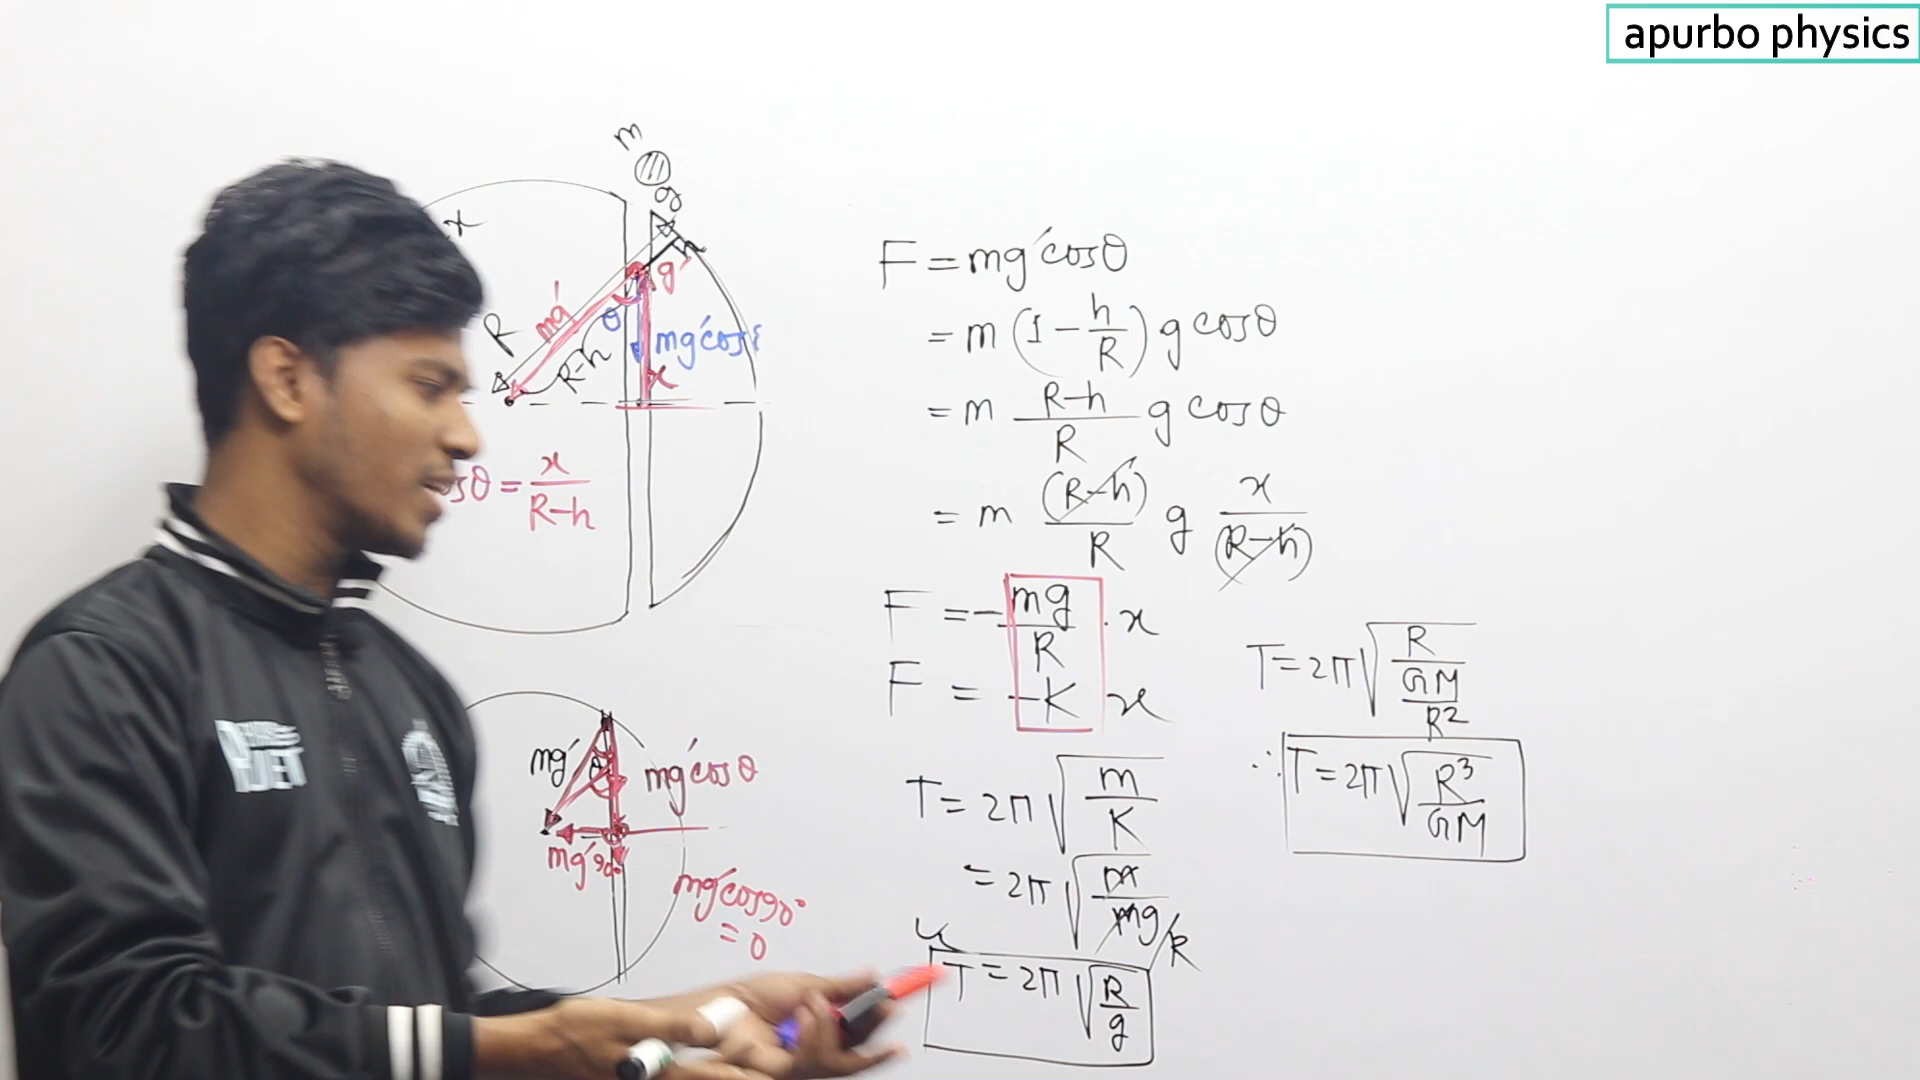 apurbo physics
m
g
x
h
g'
R
mg'
θ
R-h
mg'cos
x
cosθ = x/(R-h)
mg'
θ
mg'cosθ
mg'cos90°
= 0
F = mg'cosθ
= m (1 - h/R) g cosθ
= m (R-h)/R g cosθ
= m (R-h)/R g x/(R-h)
F = - mg/R . x
F = -K x
T = 2π √(m/K)
= 2π √(m/(mg/R))
T = 2π √(R/g)
T = 2π √(R/(GM/R²))
∴ T = 2π √(R³/GM)